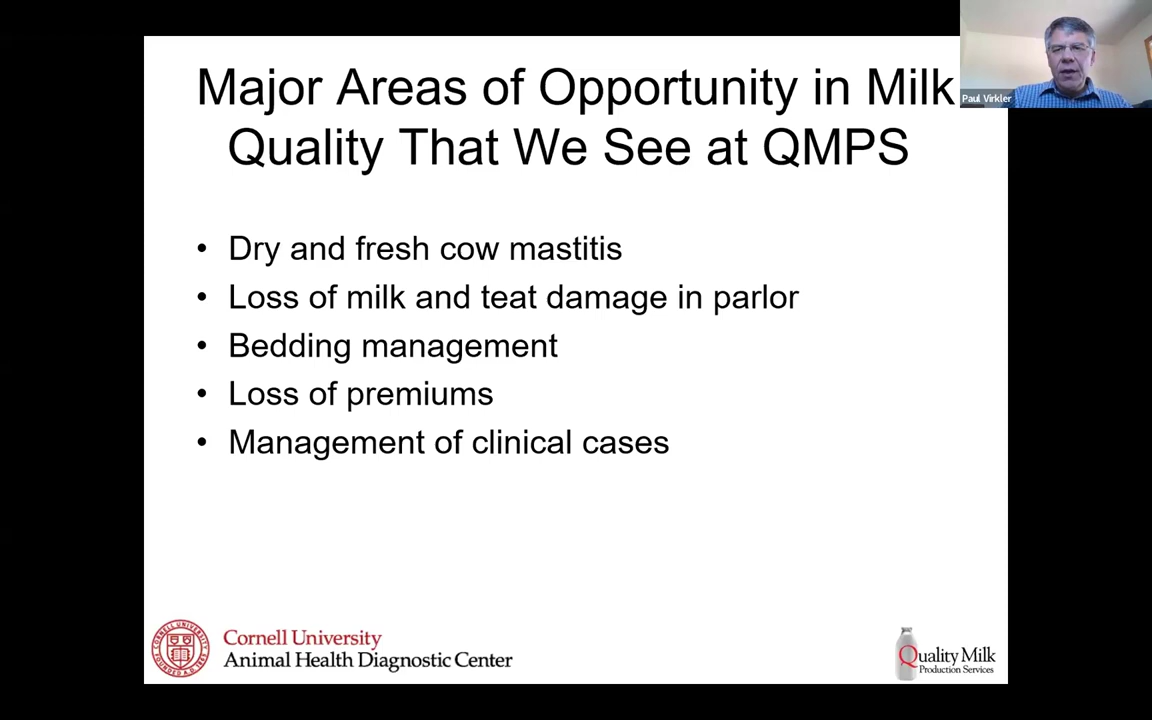 Major Areas of Opportunity in Milk
Quality That We See at QMPS
Paul Virkler
• Dry and fresh cow mastitis
• Loss of milk and teat damage in parlor
• Bedding management
• Loss of premiums
• Management of clinical cases
Cornell University
Animal Health Diagnostic Center
Quality Milk
Production Services